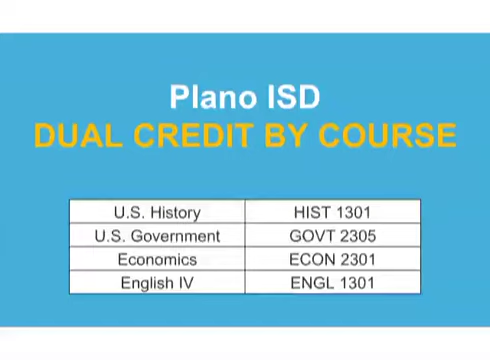 Plano ISD
DUAL CREDIT BY COURSE
U.S. History HIST 1301
U.S. Government GOVT 2305
Economics ECON 2301
English IV ENGL 1301